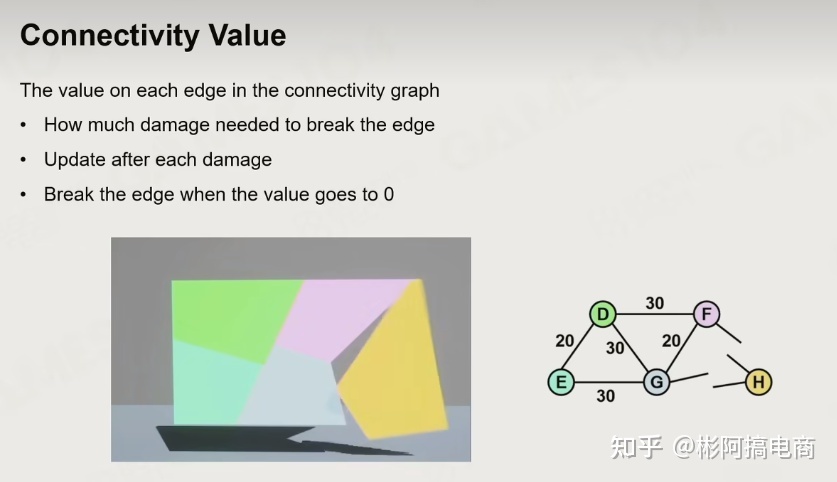 Connectivity Value
The value on each edge in the connectivity graph
• How much damage needed to break the edge
• Update after each damage
• Break the edge when the value goes to 0
30
D
F
20
30
20
E
G
H
30
知乎 @彬阿搞电商